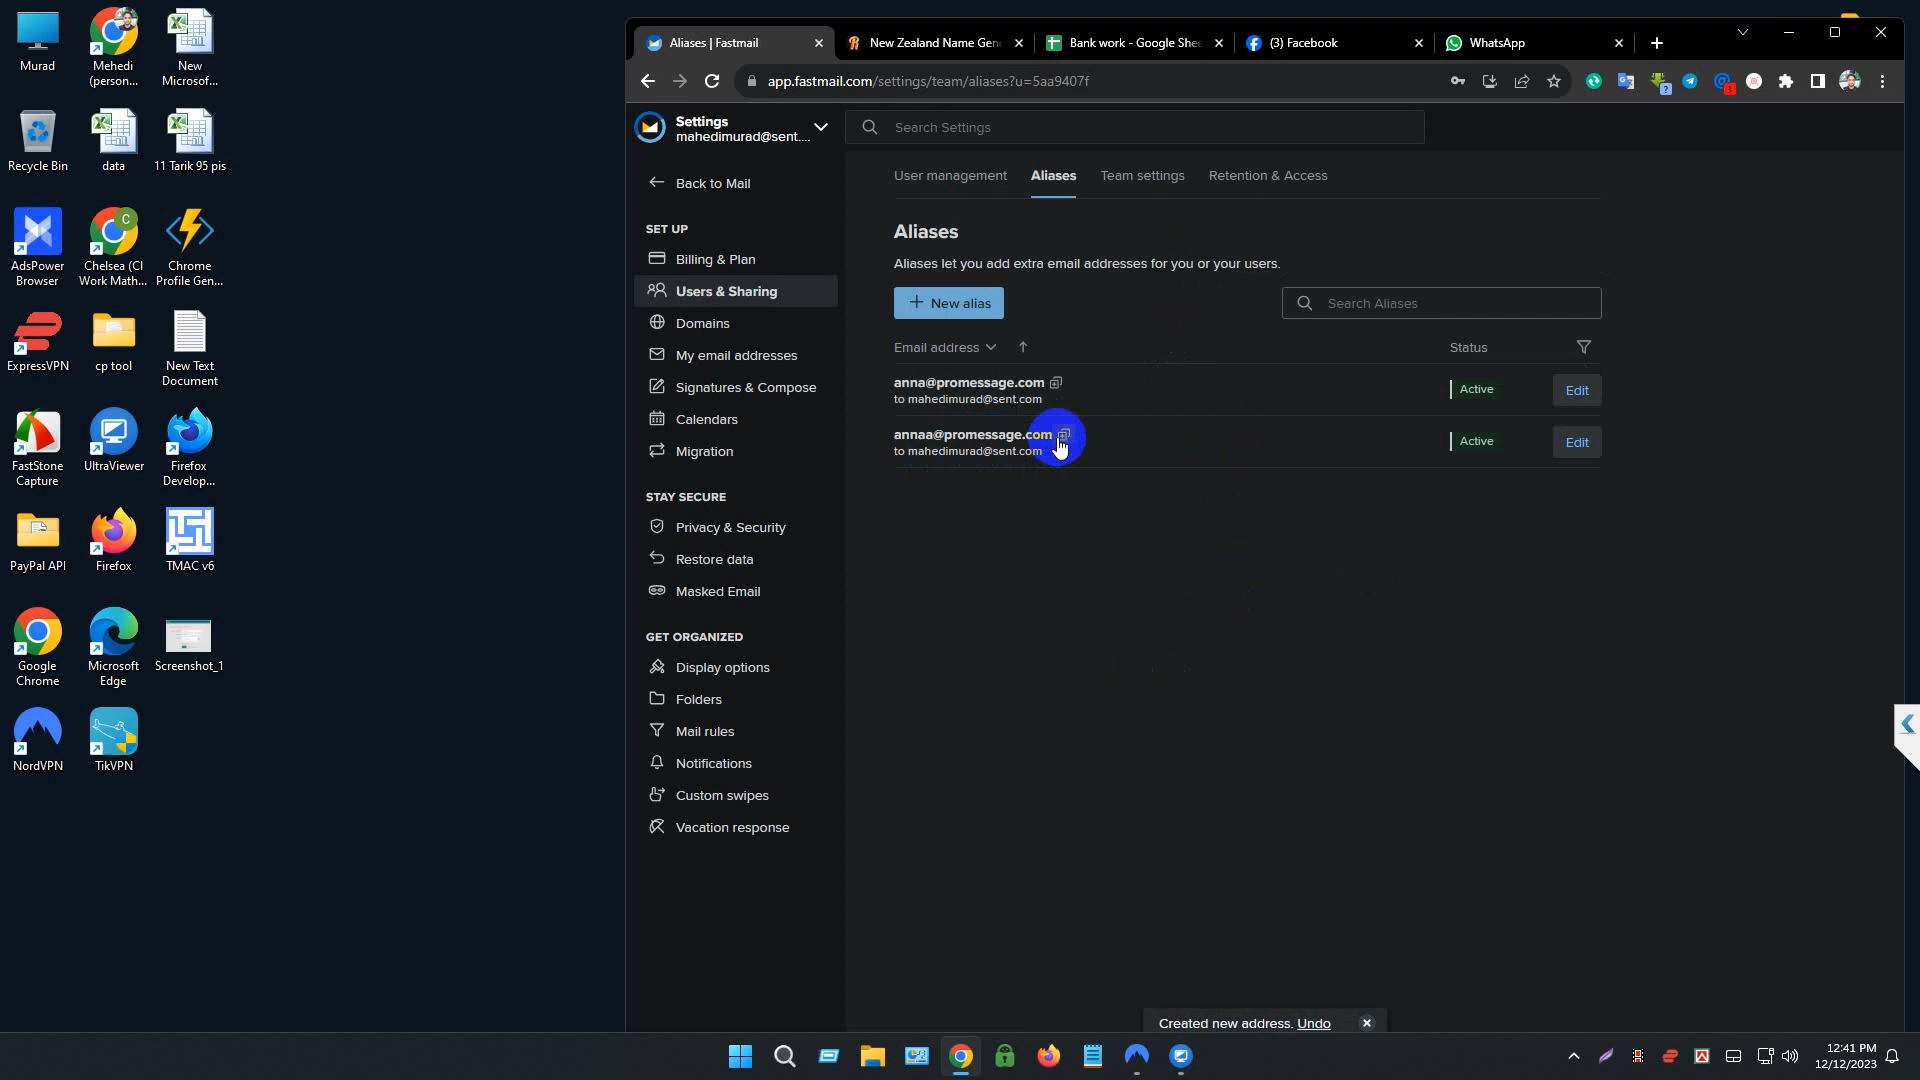 Murad
Mehedi
(person...
New
Microsof...
Recycle Bin
data
11 Tarik 95 pis
AdsPower
Browser
C
Chelsea (Cl
Work Math...
Chrome
Profile Gen...
ExpressVPN
cp tool
New Text
Document
FastStone
Capture
UltraViewer
Firefox
Develop...
PayPal API
Firefox
TMAC v6
Google
Chrome
Microsoft
Edge
Screenshot_1
NordVPN
TikVPN
Aliases | Fastmail
New Zealand Name Gen
Bank work - Google Shee
(3) Facebook
WhatsApp
app.fastmail.com/settings/team/aliases?u=5aa9407f
Settings
mahedimurad@sent....
Search Settings
Back to Mail
SET UP
Billing & Plan
Users & Sharing
Domains
My email addresses
Signatures & Compose
Calendars
Migration
STAY SECURE
Privacy & Security
Restore data
Masked Email
GET ORGANIZED
Display options
Folders
Mail rules
Notifications
Custom swipes
Vacation response
User management
Aliases
Team settings
Retention & Access
Aliases
Aliases let you add extra email addresses for you or your users.
New alias
Search Aliases
Email address
Status
anna@promessage.com
to mahedimurad@sent.com
Active
Edit
annaa@promessage.com
to mahedimurad@sent.com
Active
Edit
Created new address. Undo
12:41 PM
12/12/2023